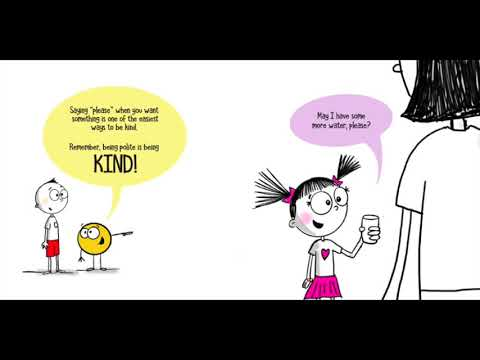 Saying "please" when you want
something is one of the easiest
ways to be kind.
Remember, being polite is being
KIND!
May I have some
more water, please?